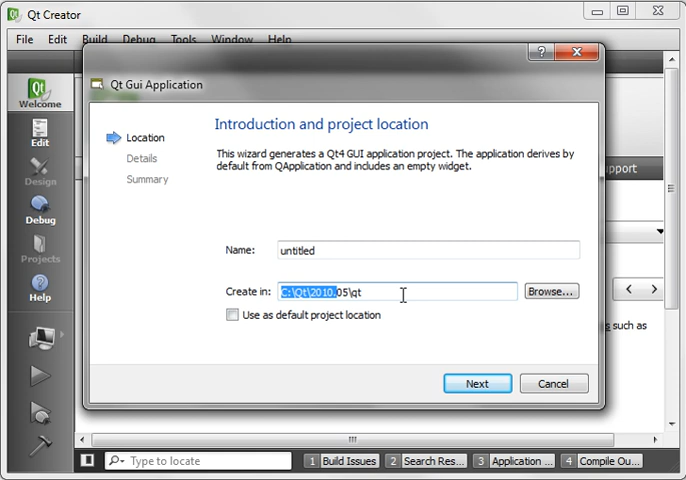 Qt Creator
File Edit Build Debug Tools Window Help
Qt Gui Application
Welcome
Edit
Design
Debug
Projects
Help
Location
Details
Summary
Introduction and project location
This wizard generates a Qt4 GUI application project. The application derives by
default from QApplication and includes an empty widget.
Name: untitled
Create in: C:\Qt\2010.05\qt Browse...
Use as default project location
Next Cancel
upport
s such as
Type to locate
1 Build Issues 2 Search Res... 3 Application ... 4 Compile Ou...